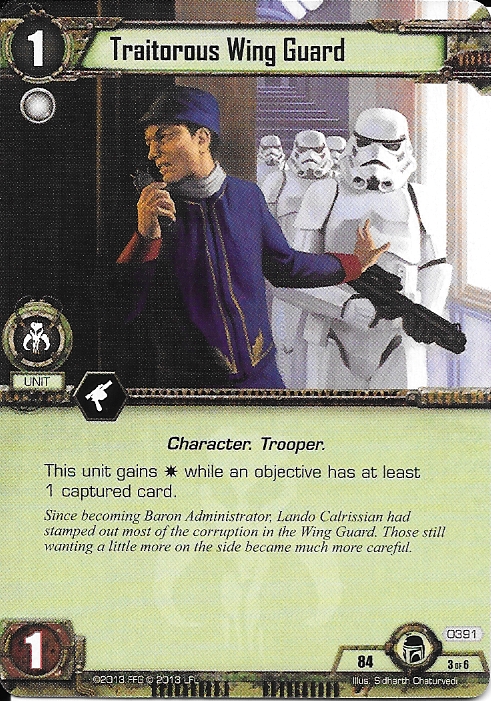 1
Traitorous Wing Guard
UNIT
Character. Trooper.
This unit gains ✷ while an objective has at least
1 captured card.
Since becoming Baron Administrator, Lando Calrissian had
stamped out most of the corruption in the Wing Guard. Those still
wanting a little more on the side became much more careful.
1
0391
84
3 OF 6
©2013 FFG © 2013 LFL
Illus. Sidharth Chaturvedi